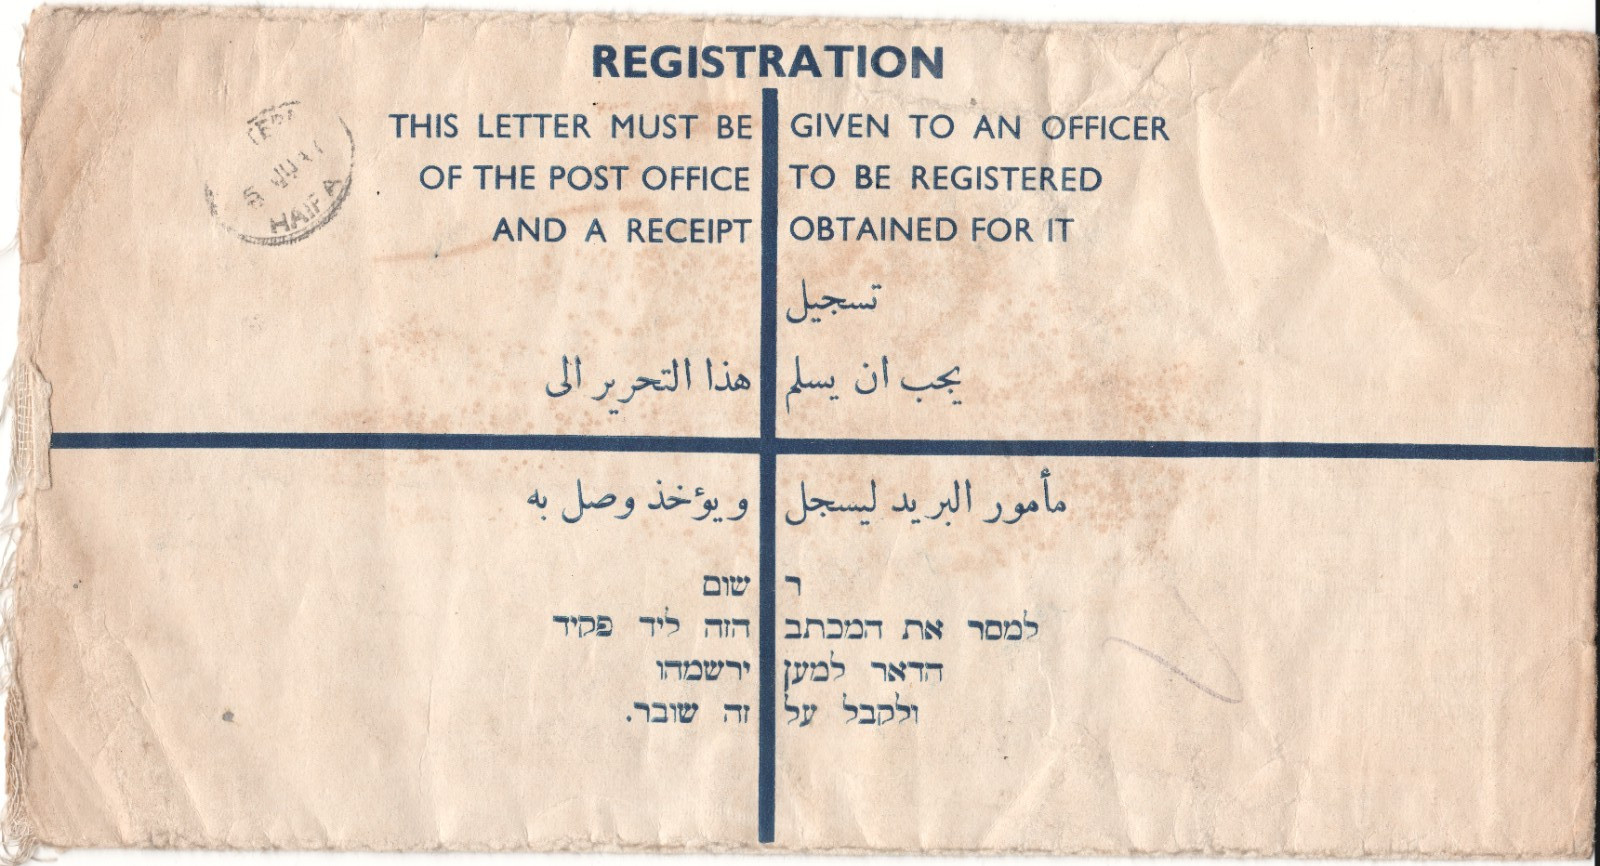 REGISTRATION
THIS LETTER MUST BE GIVEN TO AN OFFICER
OF THE POST OFFICE TO BE REGISTERED
AND A RECEIPT OBTAINED FOR IT
تسجيل
يجب ان يسلم هذا التحرير الى
مأمور البريد ليسجل ويؤخذ وصل به
רשום
למסר את המכתב הזה ליד פקיד
הדאר למען ירשמהו
ולקבל על זה שובר.
HAIFA